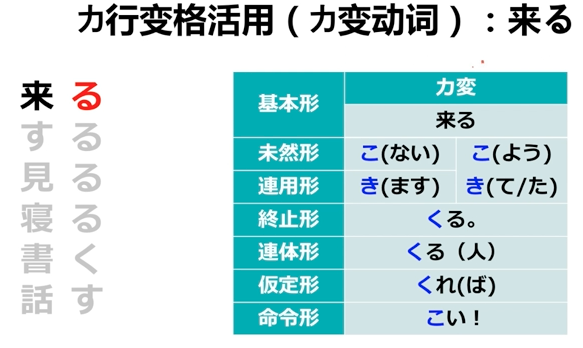 カ行变格活用（カ变动词）：来る
来る
する
見る
寝る
書く
話す
基本形 カ変
来る
未然形 こ(ない) こ(よう)
連用形 き(ます) き(て/た)
終止形 くる。
連体形 くる（人）
仮定形 くれ(ば)
命令形 こい！